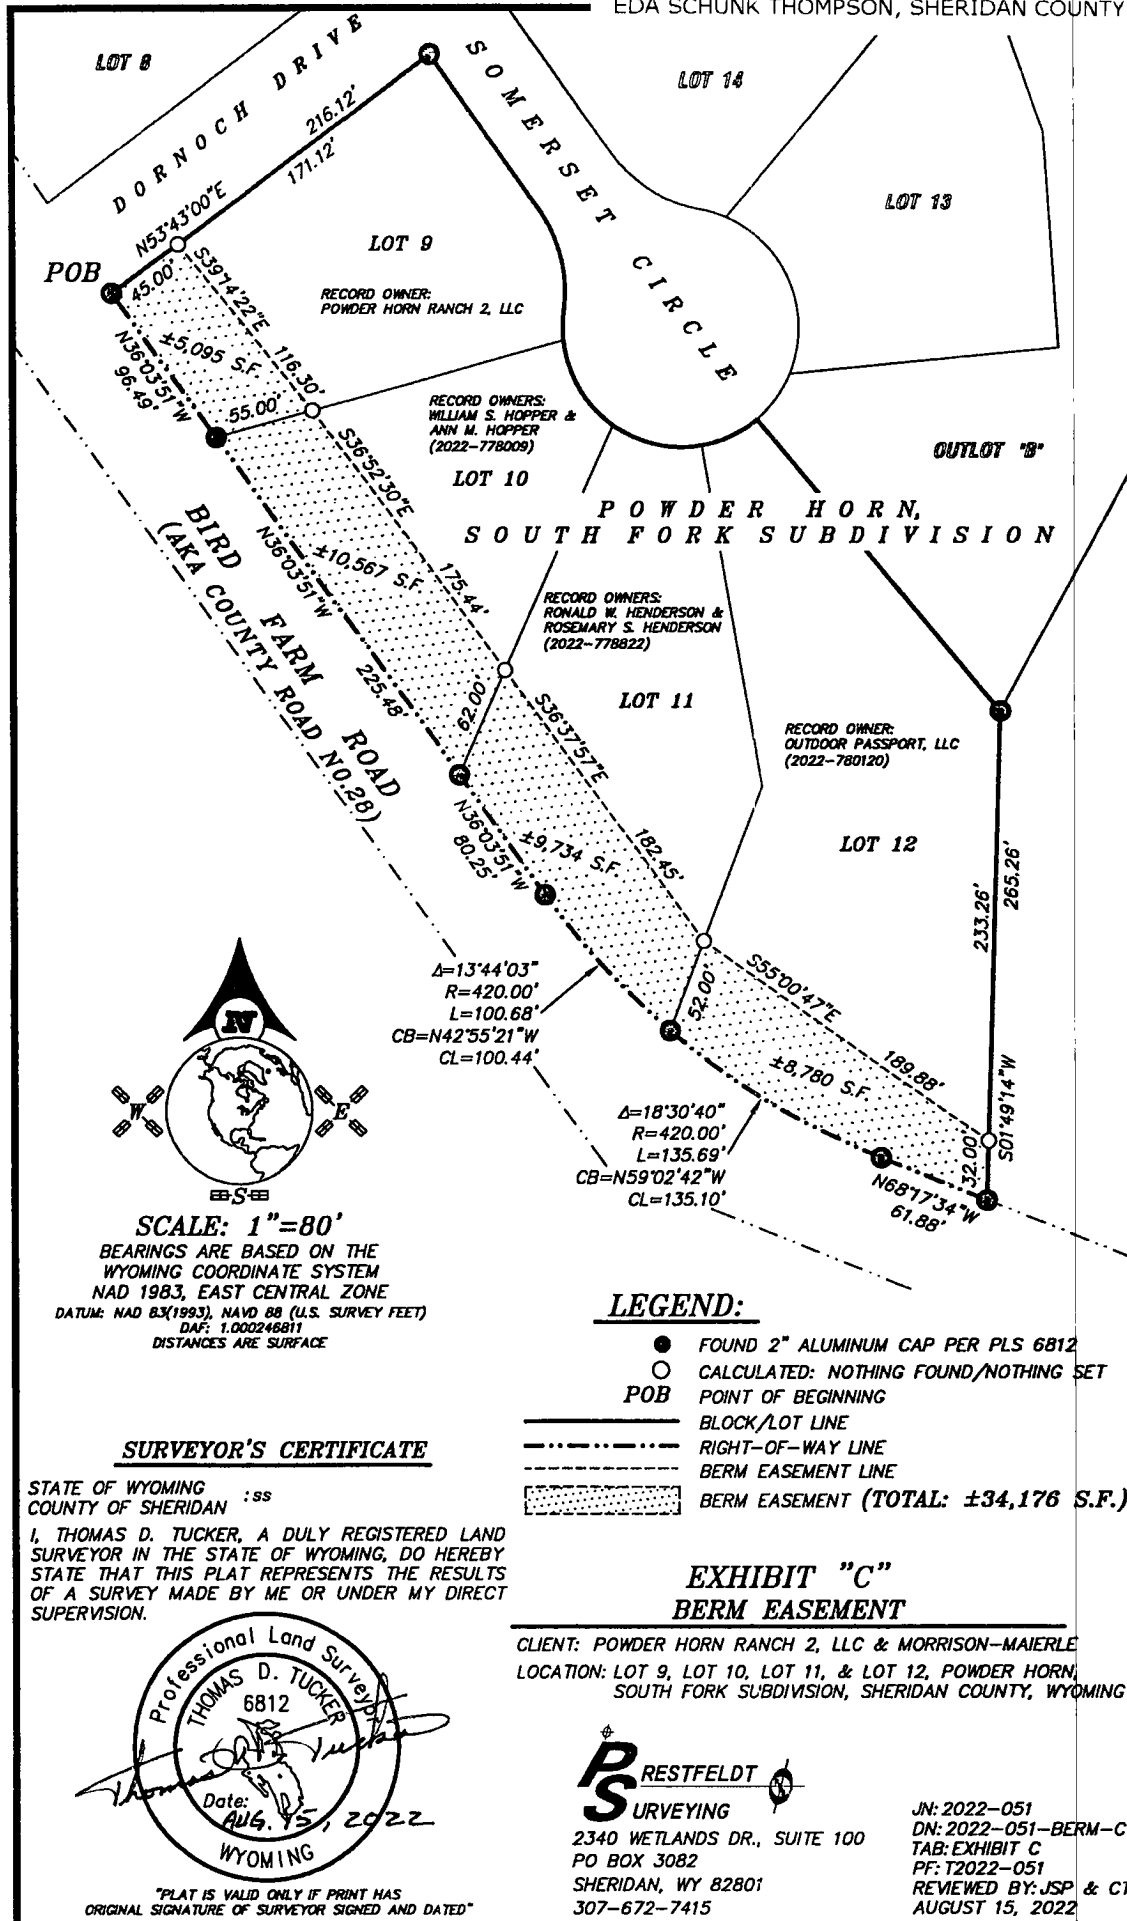 EDA SCHUNK THOMPSON, SHERIDAN COUNTY
LOT 8
DORNOCH DRIVE
SOMERSET CIRCLE
LOT 14
LOT 13
216.12'
171.12'
N53°43'00"E
45.00'
POB
LOT 9
RECORD OWNER:
POWDER HORN RANCH 2, LLC
S39°14'22"E
116.30'
±5,095 S.F.
N36°03'51"W
96.49'
55.00'
RECORD OWNERS:
WILLIAM S. HOPPER &
ANN M. HOPPER
(2022-778009)
LOT 10
OUTLOT "B"
POWDER HORN,
SOUTH FORK SUBDIVISION
S36°52'30"E
175.44'
±10,567 S.F.
N36°03'51"W
225.48'
BIRD FARM ROAD
(AKA COUNTY ROAD NO.28)
RECORD OWNERS:
RONALD W. HENDERSON &
ROSEMARY S. HENDERSON
(2022-778822)
62.00'
LOT 11
S36°37'57"E
182.45'
RECORD OWNER:
OUTDOOR PASSPORT, LLC
(2022-780120)
LOT 12
N36°03'51"W
80.25'
±9,734 S.F.
233.26'
265.26'
Δ=13°44'03"
R=420.00'
L=100.68'
CB=N42°55'21"W
CL=100.44'
52.00'
S55°00'47"E
189.88'
±8,780 S.F.
S01°49'14"W
32.00'
Δ=18°30'40"
R=420.00'
L=135.69'
CB=N59°02'42"W
CL=135.10'
N68°17'34"W
61.88'
N
W
E
S
SCALE: 1"=80'
BEARINGS ARE BASED ON THE
WYOMING COORDINATE SYSTEM
NAD 1983, EAST CENTRAL ZONE
DATUM: NAD 83(1993), NAVD 88 (U.S. SURVEY FEET)
DAF: 1.000246811
DISTANCES ARE SURFACE
LEGEND:
FOUND 2" ALUMINUM CAP PER PLS 6812
CALCULATED: NOTHING FOUND/NOTHING SET
POB POINT OF BEGINNING
BLOCK/LOT LINE
RIGHT-OF-WAY LINE
BERM EASEMENT LINE
BERM EASEMENT (TOTAL: ±34,176 S.F.)
SURVEYOR'S CERTIFICATE
STATE OF WYOMING
COUNTY OF SHERIDAN :ss
I, THOMAS D. TUCKER, A DULY REGISTERED LAND
SURVEYOR IN THE STATE OF WYOMING, DO HEREBY
STATE THAT THIS PLAT REPRESENTS THE RESULTS
OF A SURVEY MADE BY ME OR UNDER MY DIRECT
SUPERVISION.
Professional Land Surveyor
THOMAS D. TUCKER
6812
Thomas D. Tucker
Date:
AUG. 15, 2022
WYOMING
"PLAT IS VALID ONLY IF PRINT HAS
ORIGINAL SIGNATURE OF SURVEYOR SIGNED AND DATED"
EXHIBIT "C"
BERM EASEMENT
CLIENT: POWDER HORN RANCH 2, LLC & MORRISON-MAIERLE
LOCATION: LOT 9, LOT 10, LOT 11, & LOT 12, POWDER HORN,
SOUTH FORK SUBDIVISION, SHERIDAN COUNTY, WYOMING
PRESTFELDT
SURVEYING
2340 WETLANDS DR., SUITE 100
PO BOX 3082
SHERIDAN, WY 82801
307-672-7415
JN: 2022-051
DN: 2022-051-BERM-C
TAB: EXHIBIT C
PF: T2022-051
REVIEWED BY: JSP & CT
AUGUST 15, 2022